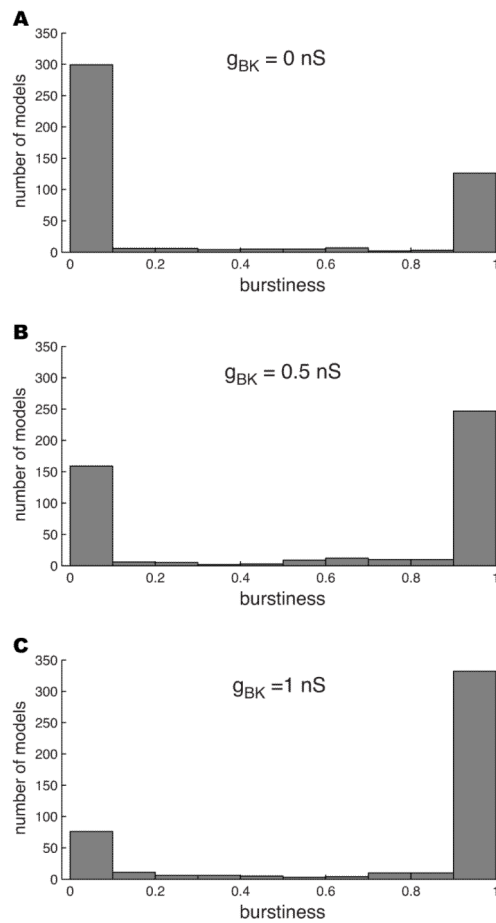 A
g_BK = 0 nS
number of models
350
300
250
200
150
100
50
0
0 0.2 0.4 0.6 0.8 1
burstiness
B
g_BK = 0.5 nS
number of models
350
300
250
200
150
100
50
0
0 0.2 0.4 0.6 0.8 1
burstiness
C
g_BK =1 nS
number of models
350
300
250
200
150
100
50
0
0 0.2 0.4 0.6 0.8 1
burstiness